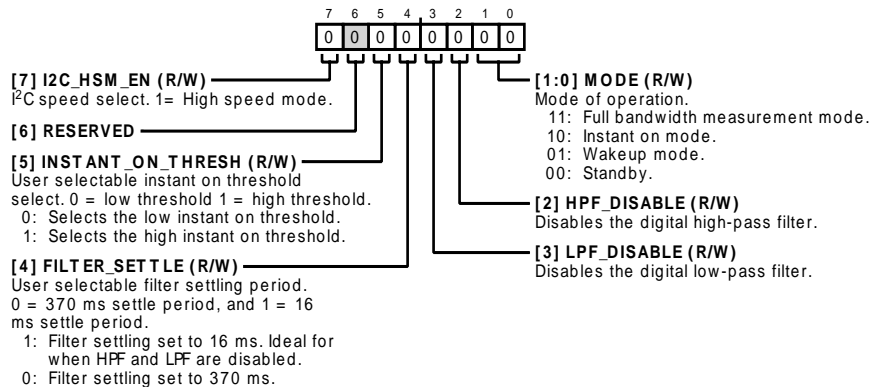 7 6 5 4 3 2 1 0
0 0 0 0 0 0 0 0
[7] I2C_HSM_EN (R/W)
I2C speed select. 1= High speed mode.
[6] RESERVED
[5] INSTANT_ON_THRESH (R/W)
User selectable instant on threshold
select. 0 = low threshold 1 = high threshold.
0: Selects the low instant on threshold.
1: Selects the high instant on threshold.
[4] FILTER_SETTLE (R/W)
User selectable filter settling period.
0 = 370 ms settle period, and 1 = 16
ms settle period.
1: Filter settling set to 16 ms. Ideal for
when HPF and LPF are disabled.
0: Filter settling set to 370 ms.
[1:0] MODE (R/W)
Mode of operation.
11: Full bandwidth measurement mode.
10: Instant on mode.
01: Wakeup mode.
00: Standby.
[2] HPF_DISABLE (R/W)
Disables the digital high-pass filter.
[3] LPF_DISABLE (R/W)
Disables the digital low-pass filter.